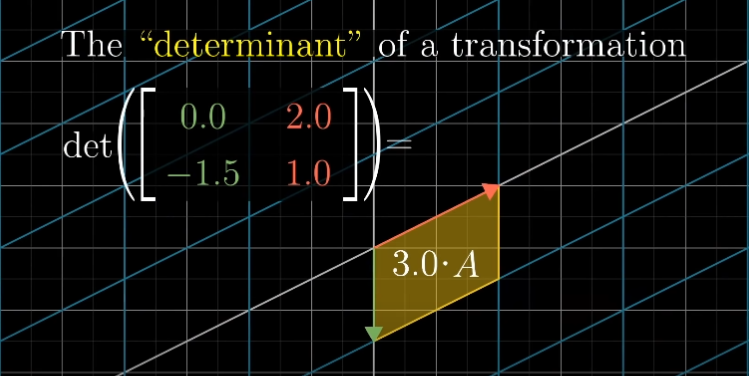 The “determinant” of a transformation
det([0.0 2.0
−1.5 1.0])=
3.0·A